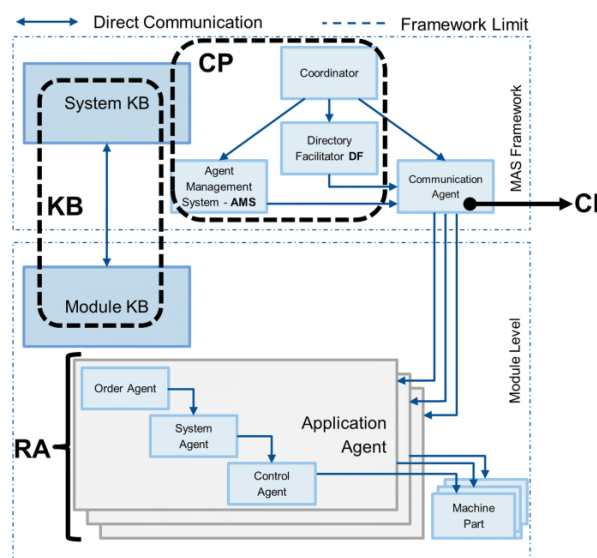 Direct Communication
Framework Limit
CP
Coordinator
System KB
Directory
Facilitator DF
Agent
Management
System - AMS
Communication
Agent
MAS Framework
KB
Module KB
Module Level
RA
Order Agent
System
Agent
Control
Agent
Application
Agent
Machine
Part